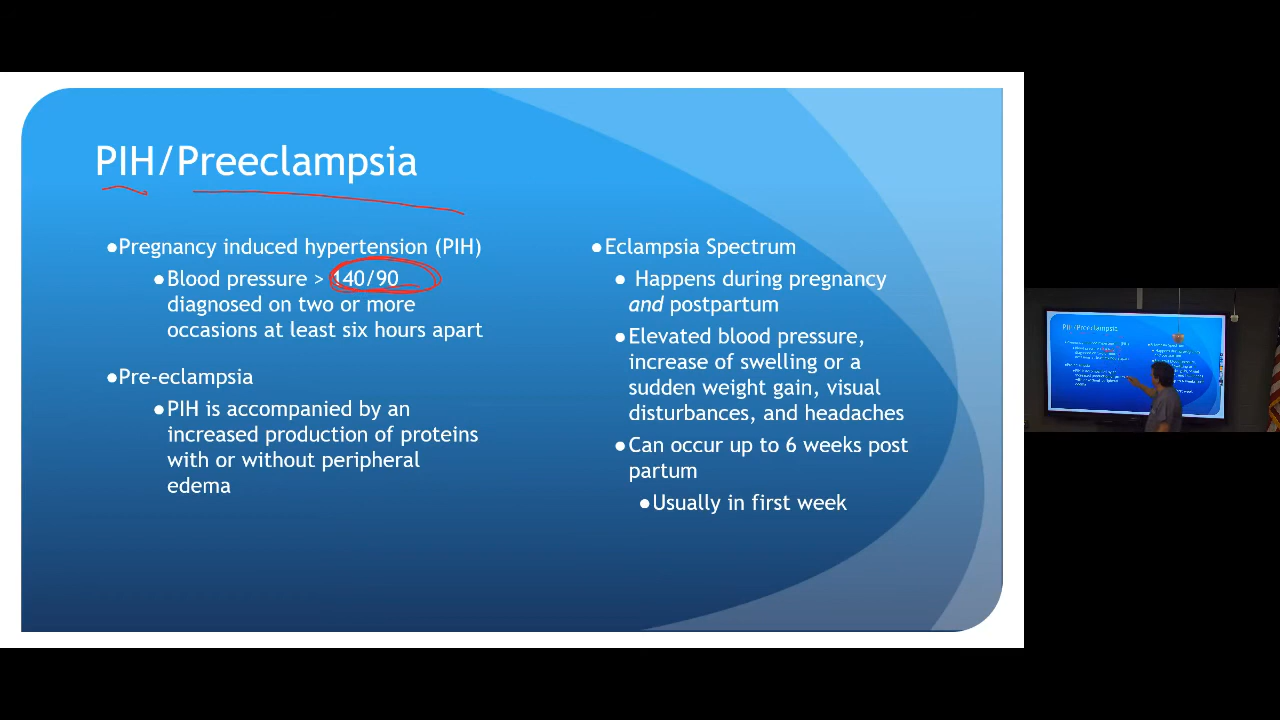 PIH/Preeclampsia
●Pregnancy induced hypertension (PIH)
●Blood pressure > 140/90
diagnosed on two or more
occasions at least six hours apart
●Pre-eclampsia
●PIH is accompanied by an
increased production of proteins
with or without peripheral
edema
●Eclampsia Spectrum
● Happens during pregnancy
and postpartum
●Elevated blood pressure,
increase of swelling or a
sudden weight gain, visual
disturbances, and headaches
●Can occur up to 6 weeks post
partum
●Usually in first week
PIH/Preeclampsia